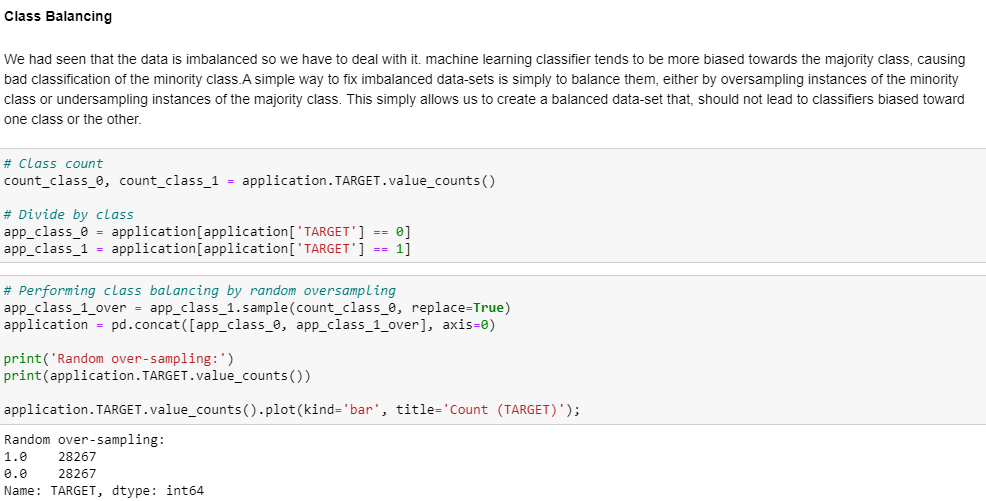 Class Balancing
We had seen that the data is imbalanced so we have to deal with it. machine learning classifier tends to be more biased towards the majority class, causing
bad classification of the minority class.A simple way to fix imbalanced data-sets is simply to balance them, either by oversampling instances of the minority
class or undersampling instances of the majority class. This simply allows us to create a balanced data-set that, should not lead to classifiers biased toward
one class or the other.
# Class count
count_class_0, count_class_1 = application.TARGET.value_counts()
# Divide by class
app_class_0 = application[application['TARGET'] == 0]
app_class_1 = application[application['TARGET'] == 1]
# Performing class balancing by random oversampling
app_class_1_over = app_class_1.sample(count_class_0, replace=True)
application = pd.concat([app_class_0, app_class_1_over], axis=0)
print('Random over-sampling:')
print(application.TARGET.value_counts())
application.TARGET.value_counts().plot(kind='bar', title='Count (TARGET)');
Random over-sampling:
1.0    28267
0.0    28267
Name: TARGET, dtype: int64